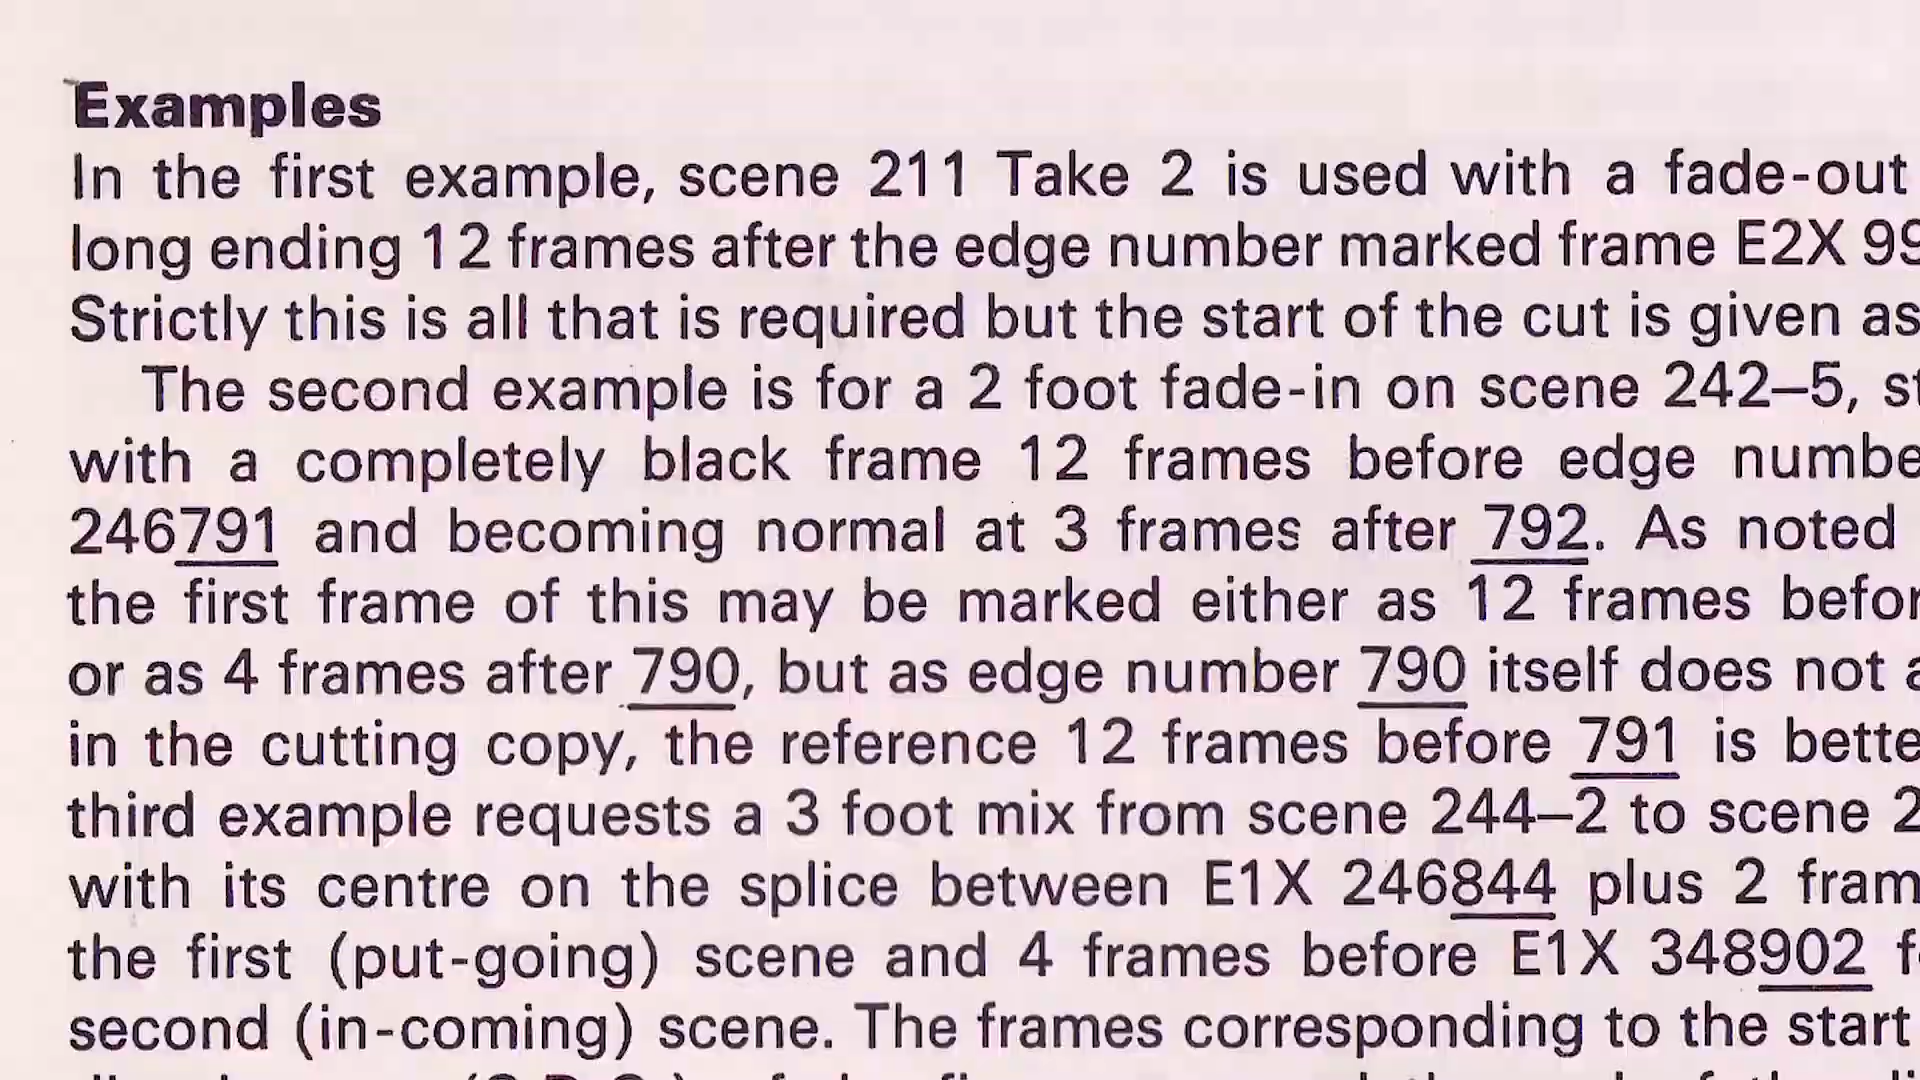 Examples
In the first example, scene 211 Take 2 is used with a fade-out
long ending 12 frames after the edge number marked frame E2X 99
Strictly this is all that is required but the start of the cut is given as
The second example is for a 2 foot fade-in on scene 242–5, st
with a completely black frame 12 frames before edge numbe
246791 and becoming normal at 3 frames after 792. As noted
the first frame of this may be marked either as 12 frames befor
or as 4 frames after 790, but as edge number 790 itself does not a
in the cutting copy, the reference 12 frames before 791 is bette
third example requests a 3 foot mix from scene 244–2 to scene 2
with its centre on the splice between E1X 246844 plus 2 fram
the first (put-going) scene and 4 frames before E1X 348902 f
second (in-coming) scene. The frames corresponding to the start